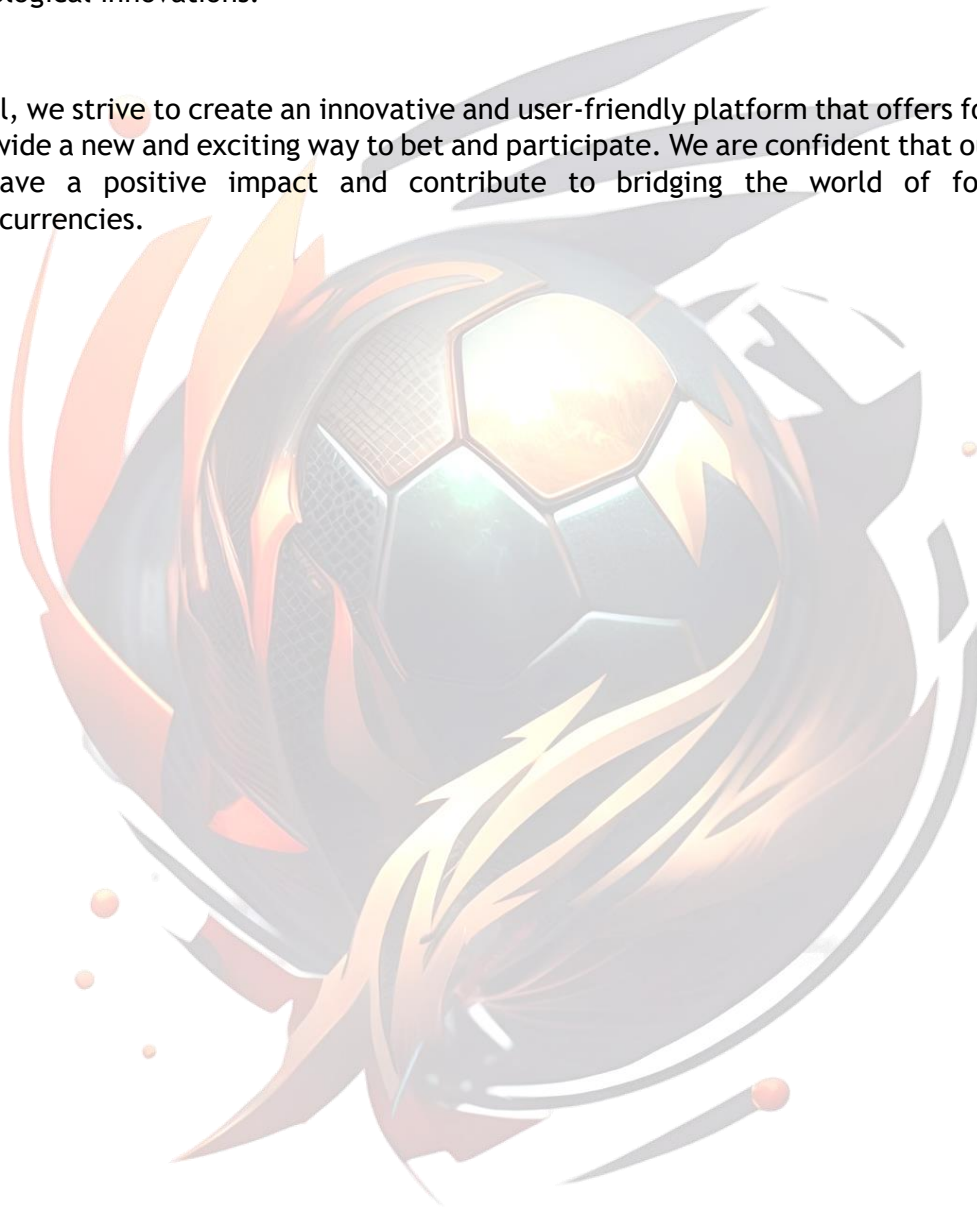 ological innovations.
l, we strive to create an innovative and user-friendly platform that offers fo
vide a new and exciting way to bet and participate. We are confident that o
ave a positive impact and contribute to bridging the world of fo
currencies.